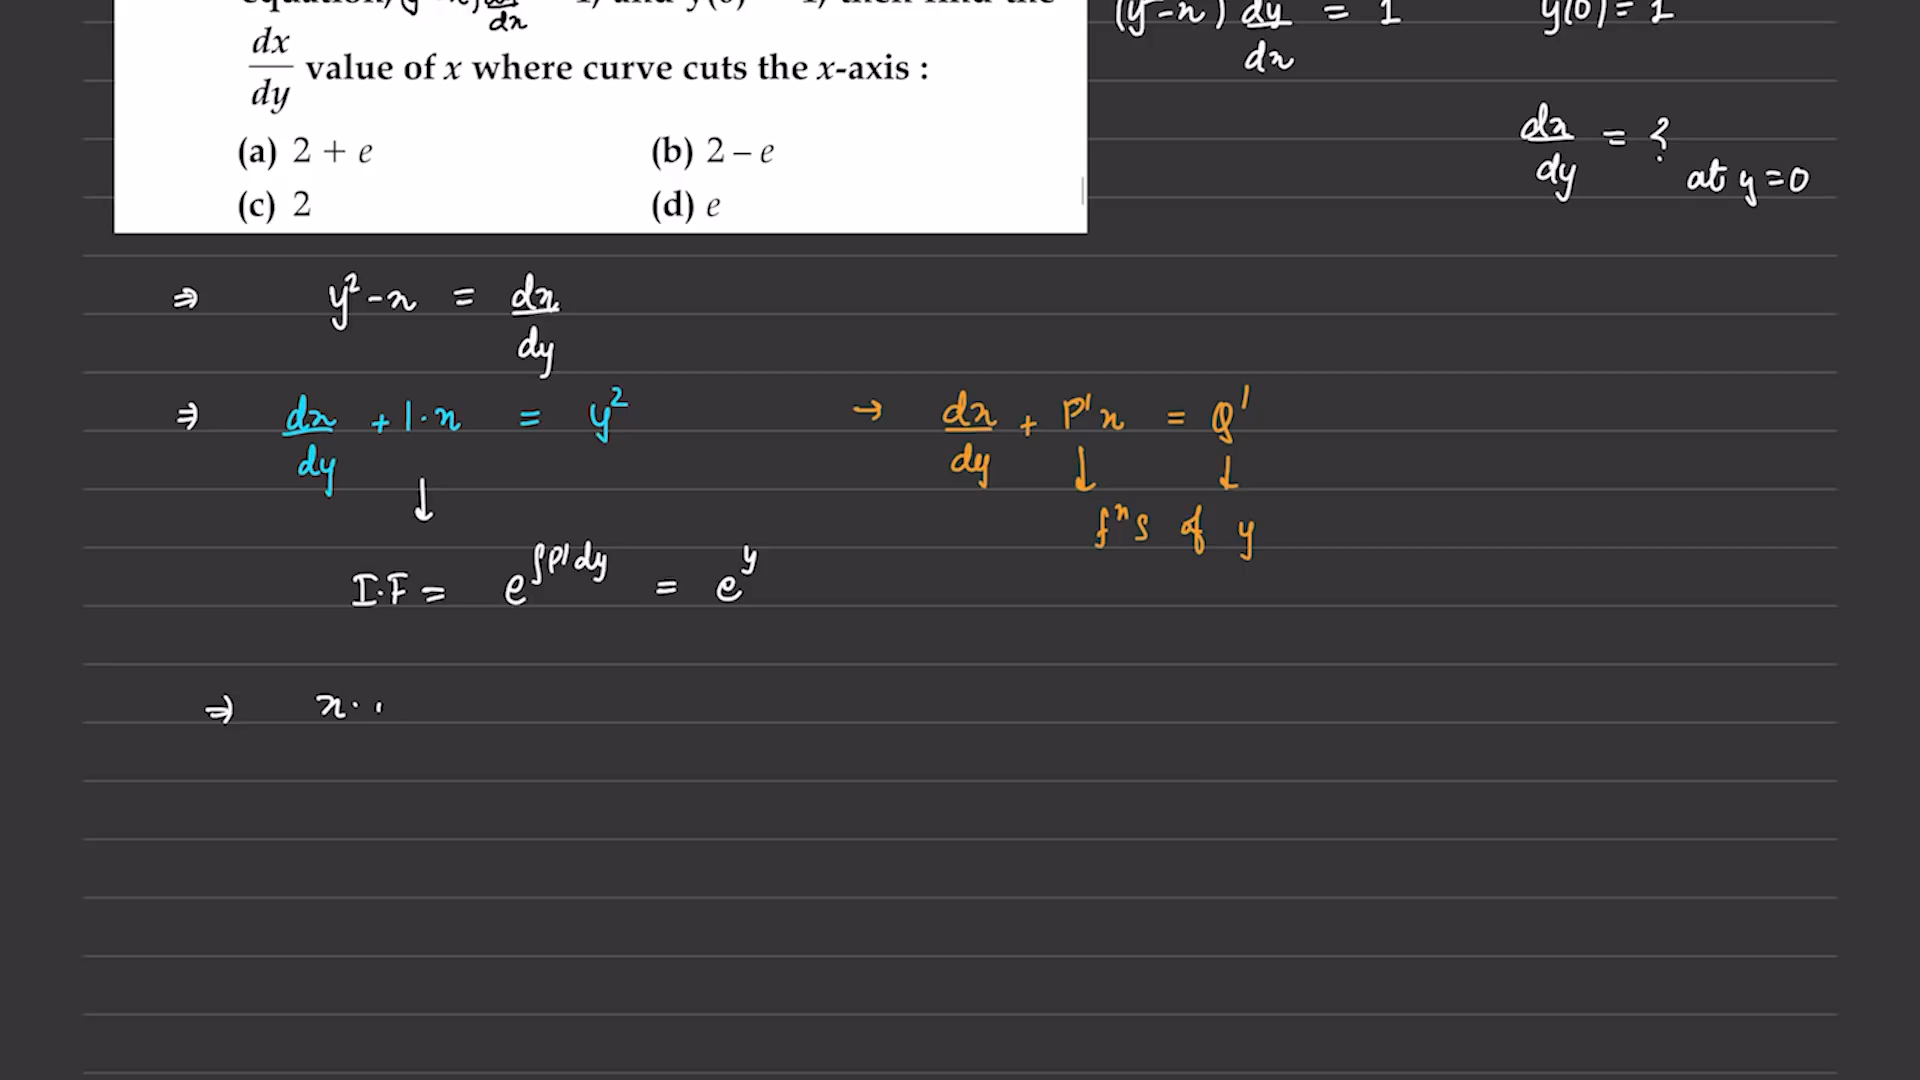 dx/dy value of x where curve cuts the x-axis :
(a) 2 + e (b) 2 – e
(c) 2 (d) e
dy/dx = 1 y(0) = 1
dx/dy = ? at y = 0
⇒ y² - x = dx/dy
⇒ dx/dy + 1·x = y² → dx/dy + P'x = Q'
↓ ↓ ↓
fⁿs of y
I.F = e^∫P'dy = e^y
⇒ x·